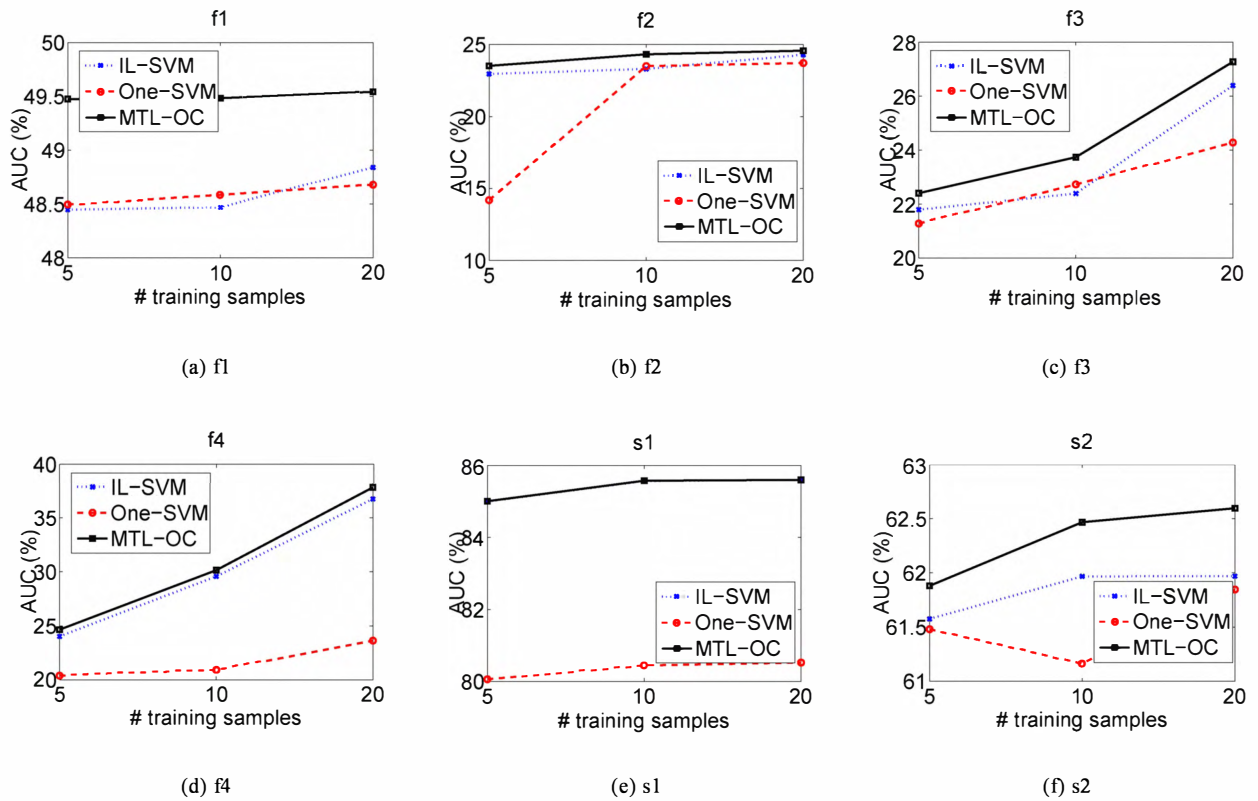 f1
50
49.5
49
48.5
48
AUC (%)
IL-SVM
One-SVM
MTL-OC
5
10
20
# training samples
(a) f1
f2
25
20
15
10
AUC (%)
IL-SVM
One-SVM
MTL-OC
5
10
20
# training samples
(b) f2
f3
28
26
24
22
20
AUC (%)
IL-SVM
One-SVM
MTL-OC
5
10
20
# training samples
(c) f3
f4
40
35
30
25
20
AUC (%)
IL-SVM
One-SVM
MTL-OC
5
10
20
# training samples
(d) f4
s1
86
84
82
80
AUC (%)
IL-SVM
One-SVM
MTL-OC
5
10
20
# training samples
(e) s1
s2
63
62.5
62
61.5
61
AUC (%)
IL-SVM
One-SVM
MTL-OC
5
10
20
# training samples
(f) s2